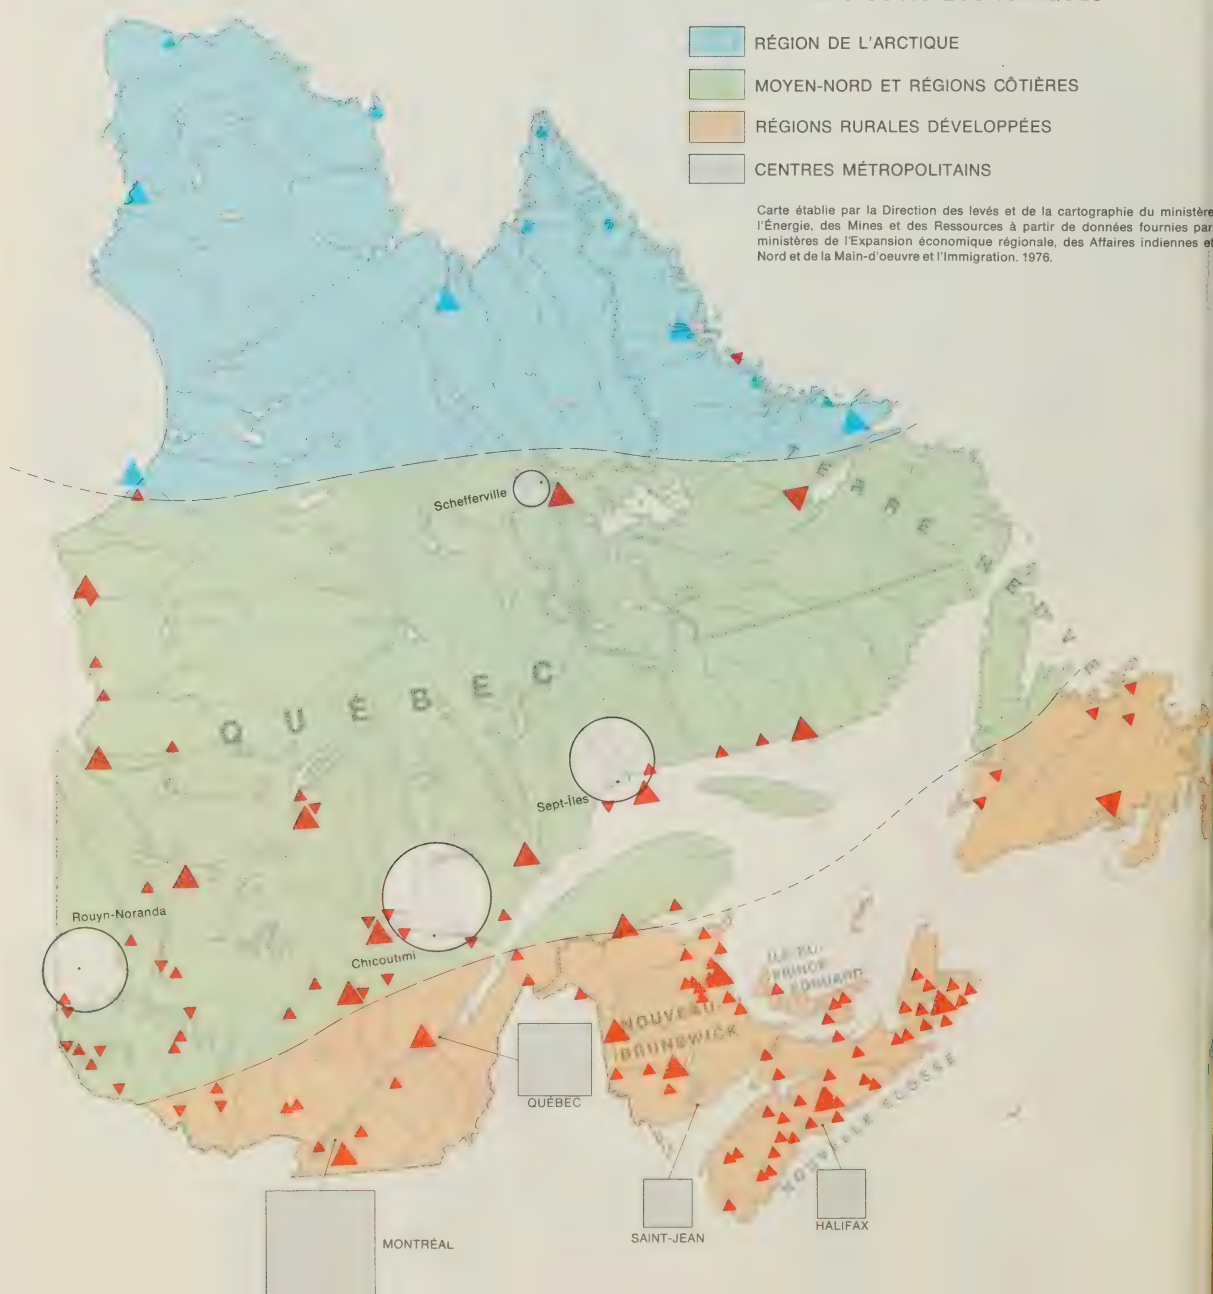 RÉGION DE L'ARCTIQUE
MOYEN-NORD ET RÉGIONS CÔTIÈRES
RÉGIONS RURALES DÉVELOPPÉES
CENTRES MÉTROPOLITAINS
Carte établie par la Direction des levés et de la cartographie du ministère
l'Énergie, des Mines et des Ressources à partir de données fournies par
ministères de l'Expansion économique régionale, des Affaires indiennes et
Nord et de la Main-d'oeuvre et l'Immigration. 1976.
TERRE NEUVE
Schefferville
QUÉBEC
Sept-Îles
Rouyn-Noranda
Chicoutimi
ÎLE-DU-
PRINCE
EDOUARD
NOUVEAU-
BRUNSWICK
NOUVELLE-ÉCOSSE
QUÉBEC
MONTRÉAL
SAINT-JEAN
HALIFAX